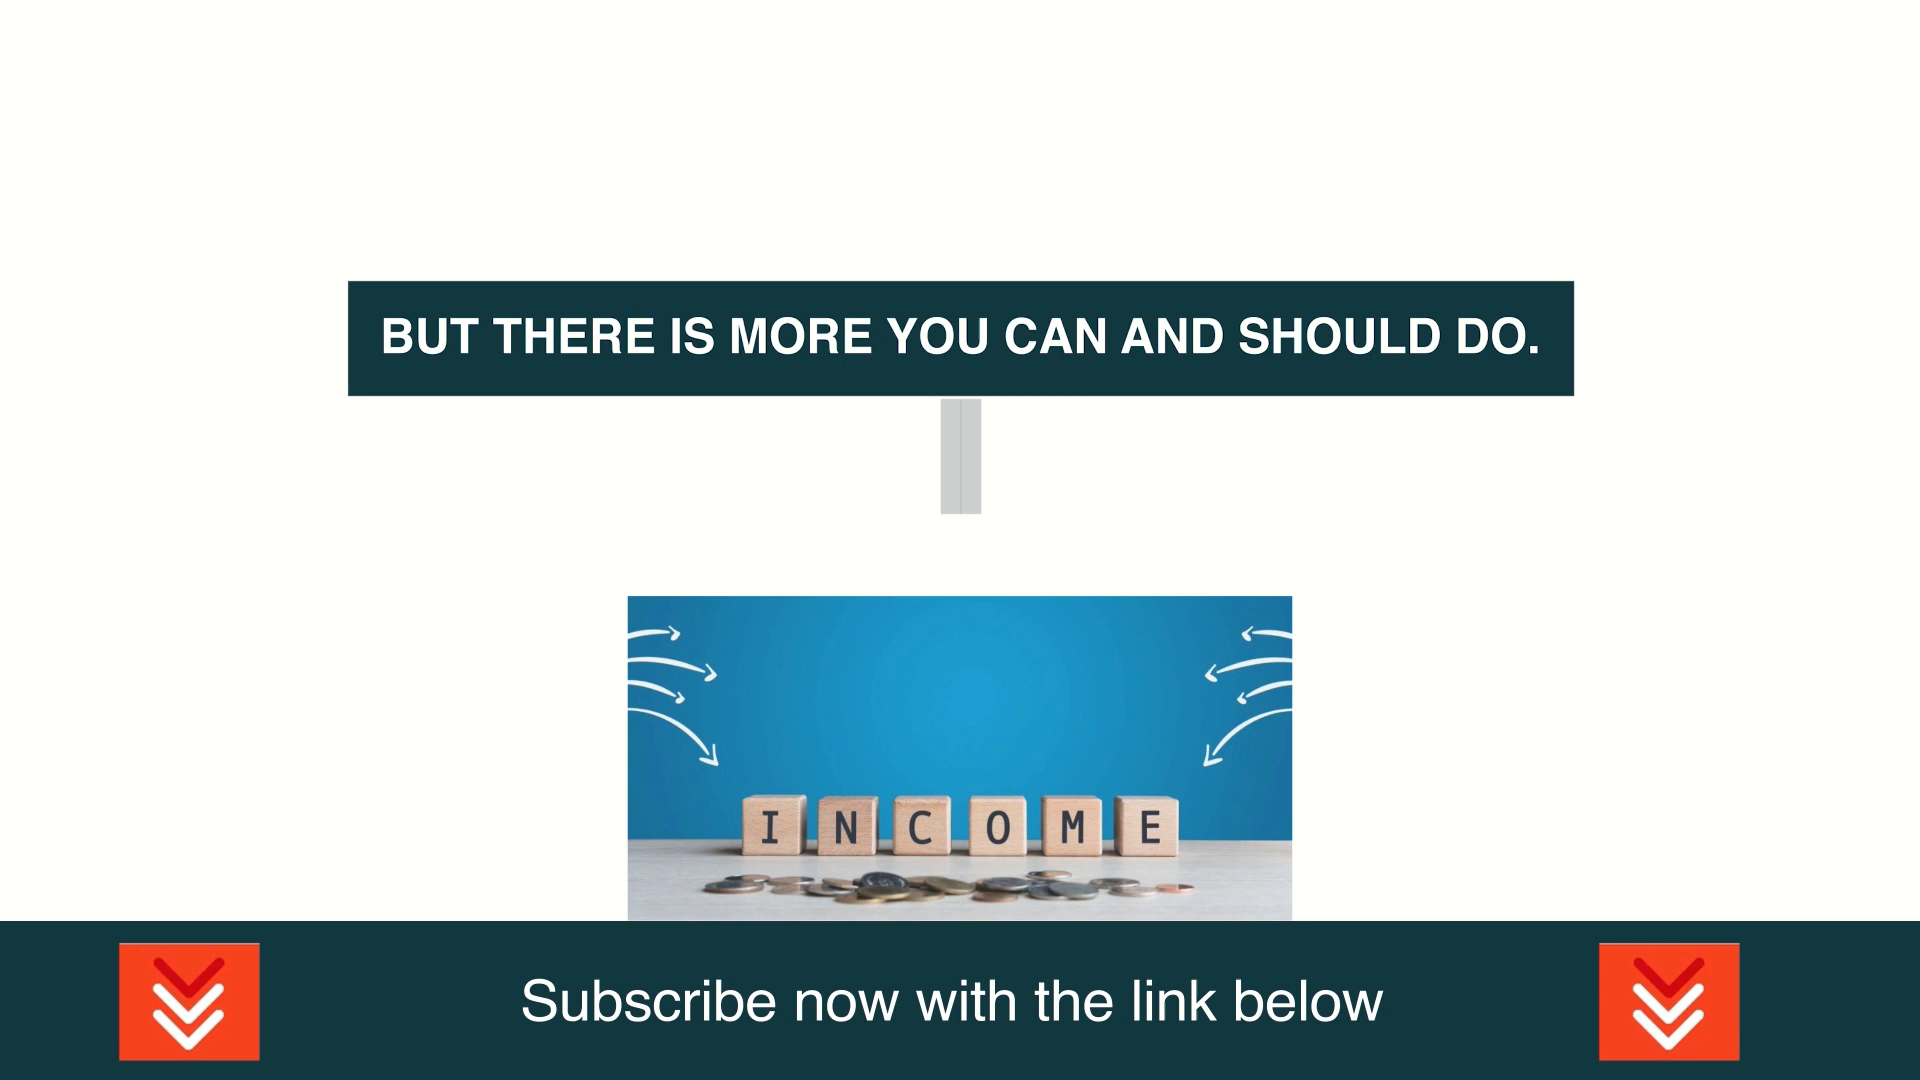 BUT THERE IS MORE YOU CAN AND SHOULD DO.
INCOME
Subscribe now with the link below